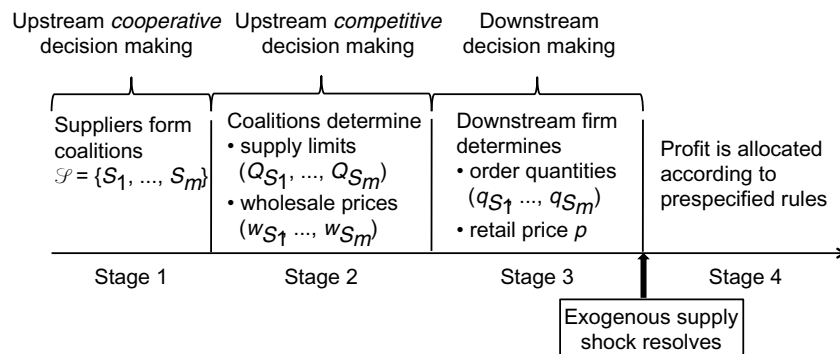 Upstream cooperative
decision making
Upstream competitive
decision making
Downstream
decision making
Suppliers form
coalitions
𝒮 = {S1, ..., Sm}
Coalitions determine
• supply limits
(QS1, ..., QSm)
• wholesale prices
(wS1, ..., wSm)
Downstream firm
determines
• order quantities
(qS1, ..., qSm)
• retail price p
Profit is allocated
according to
prespecified rules
Stage 1
Stage 2
Stage 3
Stage 4
Exogenous supply
shock resolves